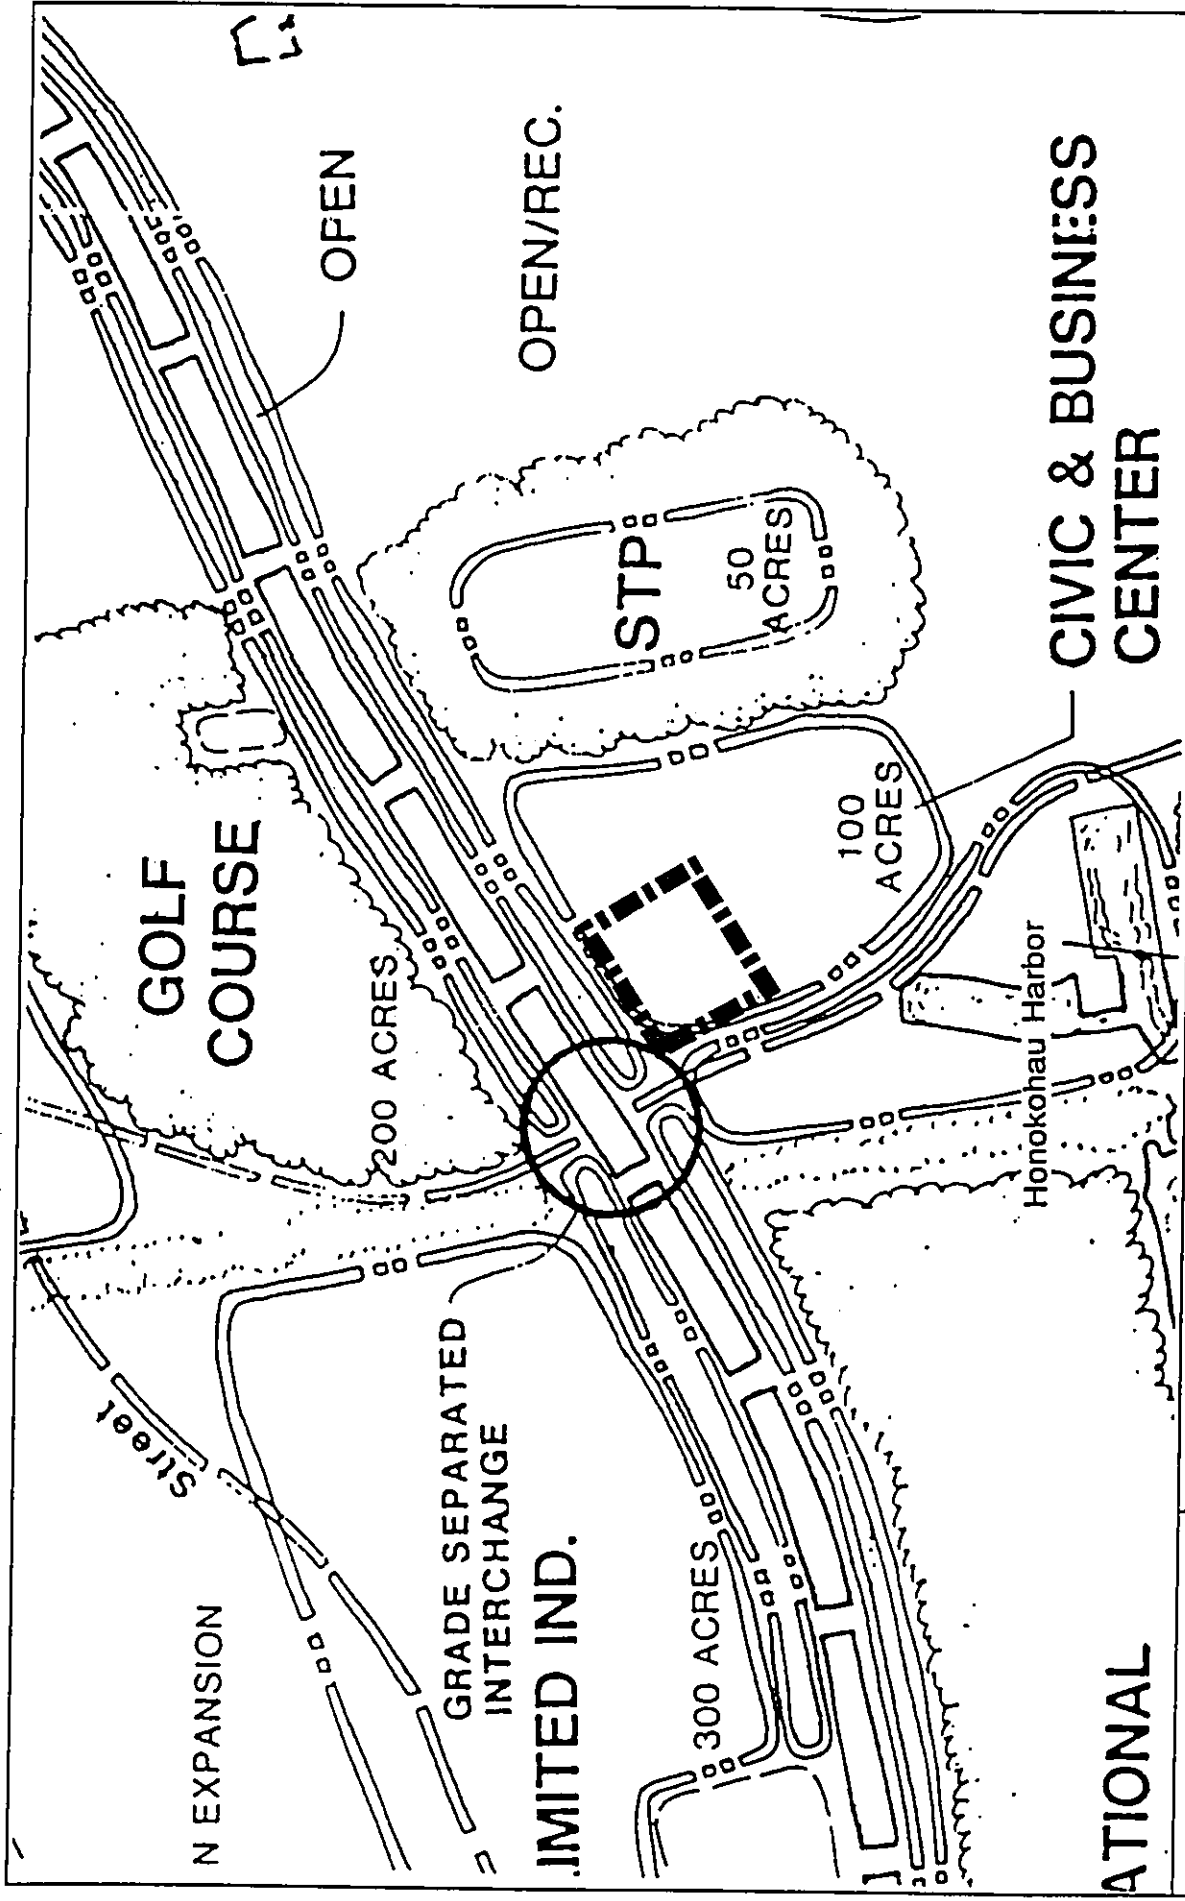 N EXPANSION
Street
GOLF
COURSE
200 ACRES
OPEN
GRADE SEPARATED
INTERCHANGE
.IMITED IND.
OPEN/REC.
STP
50
ACRES
300 ACRES
100
ACRES
CIVIC & BUSINESS
CENTER
Honokohau Harbor
ATIONAL